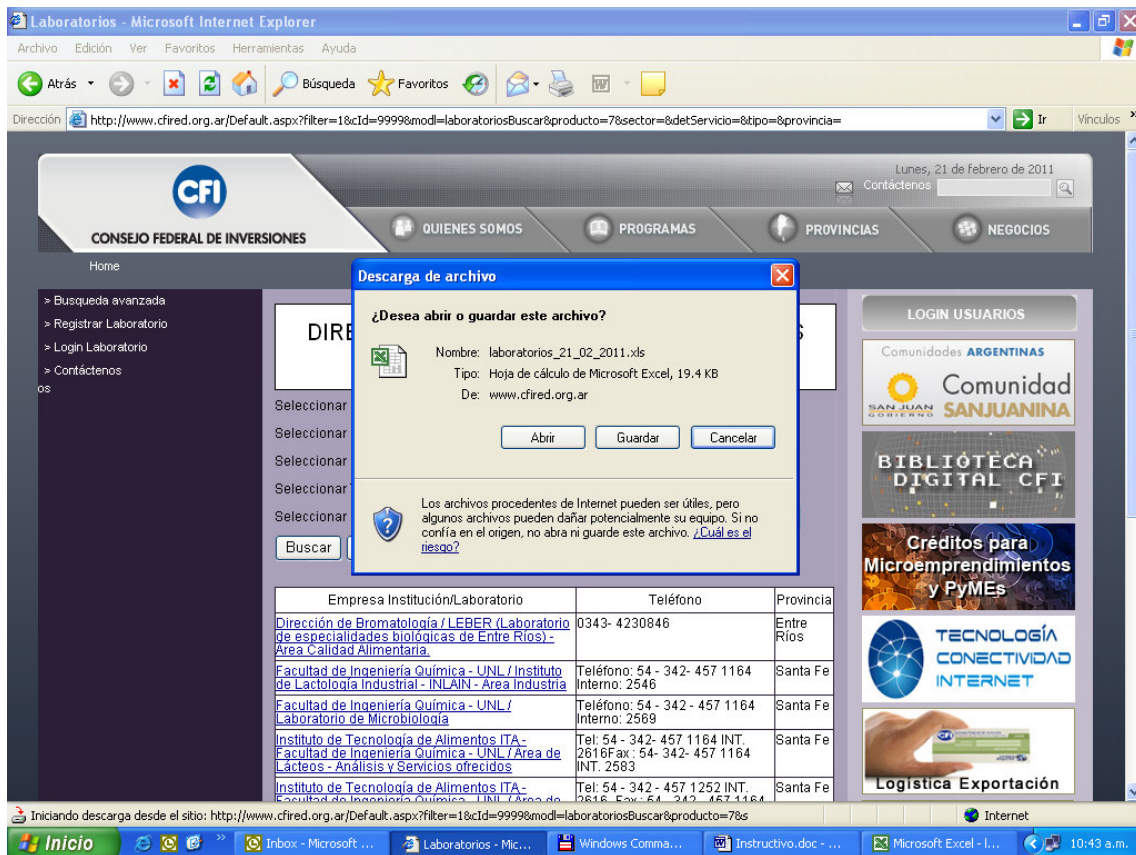 Laboratorios - Microsoft Internet Explorer
Archivo Edición Ver Favoritos Herramientas Ayuda
Atrás Búsqueda Favoritos
Dirección http://www.cfired.org.ar/Default.aspx?filter=1&cId=9999&modl=laboratoriosBuscar&producto=7&sector=&detServicio=&tipo=&provincia= Ir Vínculos »
Lunes, 21 de febrero de 2011
Contáctenos
CFI
CONSEJO FEDERAL DE INVERSIONES
QUIENES SOMOS PROGRAMAS PROVINCIAS NEGOCIOS
Home
> Busqueda avanzada
> Registrar Laboratorio
> Login Laboratorio
> Contáctenos
os
DIRE S
Seleccionar
Seleccionar
Seleccionar
Seleccionar
Seleccionar
Buscar
Descarga de archivo
¿Desea abrir o guardar este archivo?
Nombre: laboratorios_21_02_2011.xls
Tipo: Hoja de cálculo de Microsoft Excel, 19.4 KB
De: www.cfired.org.ar
Abrir Guardar Cancelar
Los archivos procedentes de Internet pueden ser útiles, pero
algunos archivos pueden dañar potencialmente su equipo. Si no
confía en el origen, no abra ni guarde este archivo. ¿Cuál es el
riesgo?
Empresa Institución/Laboratorio Teléfono Provincia
Dirección de Bromatología / LEBER (Laboratorio 0343- 4230846 Entre
de especialidades biológicas de Entre Ríos) - Ríos
Area Calidad Alimentaria.
Facultad de Ingeniería Química - UNL / Instituto Teléfono: 54 - 342- 457 1164 Santa Fe
de Lactología Industrial - INLAIN - Area Industria Interno: 2546
Facultad de Ingeniería Química - UNL / Teléfono: 54 - 342 - 457 1164 Santa Fe
Laboratorio de Microbiología Interno: 2569
Instituto de Tecnología de Alimentos ITA - Tel: 54 - 342- 457 1164 INT. Santa Fe
Facultad de Ingeniería Química - UNL / Area de 2616Fax : 54- 342- 457 1164
Lácteos - Análisis y Servicios ofrecidos INT. 2583
Instituto de Tecnología de Alimentos ITA - Tel: 54 - 342 - 457 1252 INT. Santa Fe
Facultad de Ingeniería Química - UNL / Area de 2616 Fax : 54 - 342 - 457 1164
LOGIN USUARIOS
Comunidades ARGENTINAS
Comunidad
SAN JUAN SANJUANINA
GOBIERNO
BIBLIOTECA
DIGITAL CFI
Créditos para
Microemprendimientos
y PyMEs
TECNOLOGÍA
CONECTIVIDAD
INTERNET
CFI
Logística Exportación
Iniciando descarga desde el sitio: http://www.cfired.org.ar/Default.aspx?filter=1&cId=9999&modl=laboratoriosBuscar&producto=7&s Internet
Inicio » Inbox - Microsoft ... Laboratorios - Mic... Windows Comma... Instructivo.doc - ... Microsoft Excel - l... 10:43 a.m.